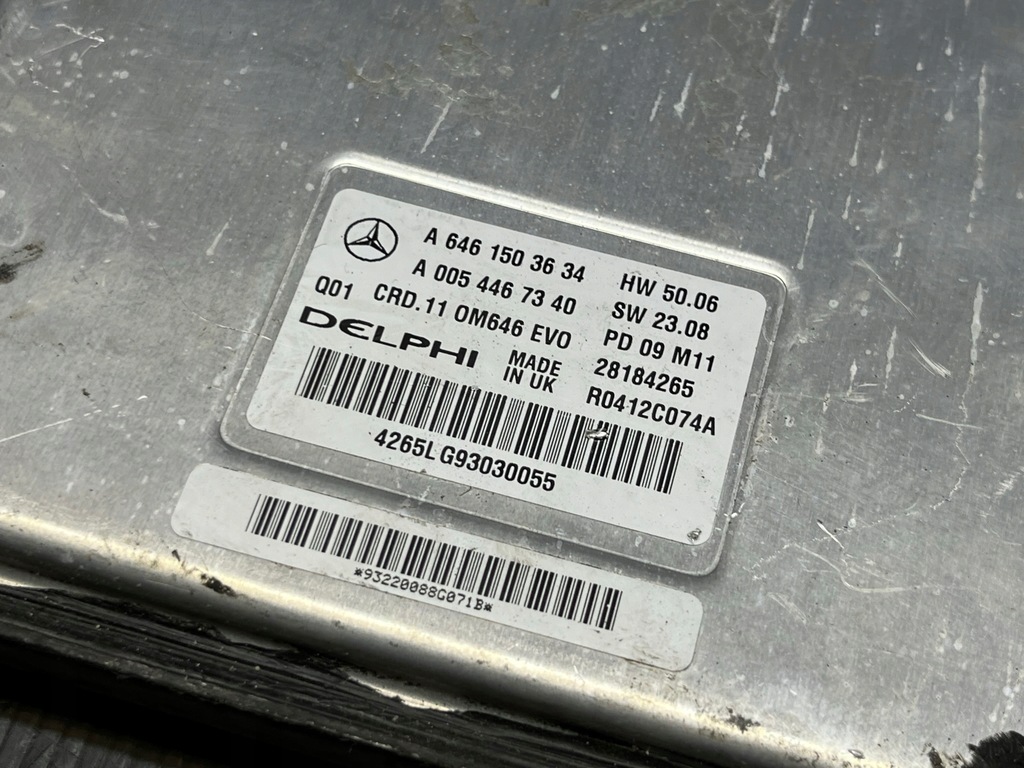 A 646 150 36 34 HW 50.06
A 005 446 73 40 SW 23.08
Q01 CRD.11 OM646 EVO PD 09 M11
DELPHI MADE IN UK 28184265
R0412C074A
4265L G93030055
*93220088G071B*